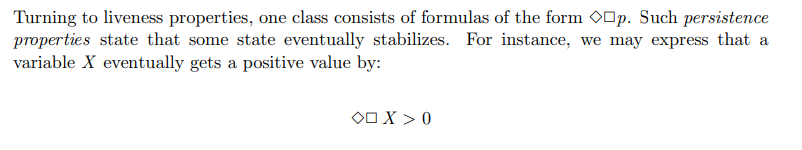 Turning to liveness properties, one class consists of formulas of the form ◇□p. Such persistence
properties state that some state eventually stabilizes. For instance, we may express that a
variable X eventually gets a positive value by:
◇□ X > 0